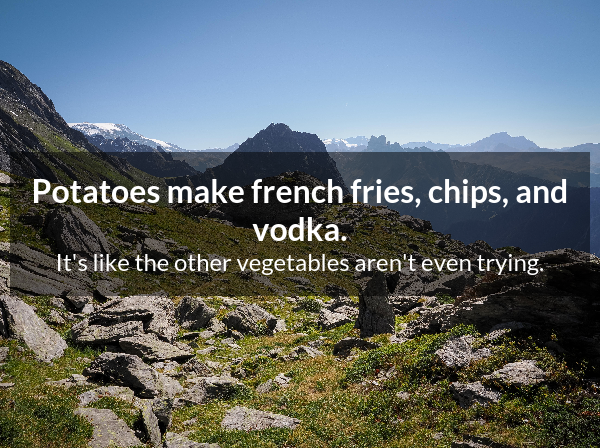 Potatoes make french fries, chips, and
vodka.
It's like the other vegetables aren't even trying.